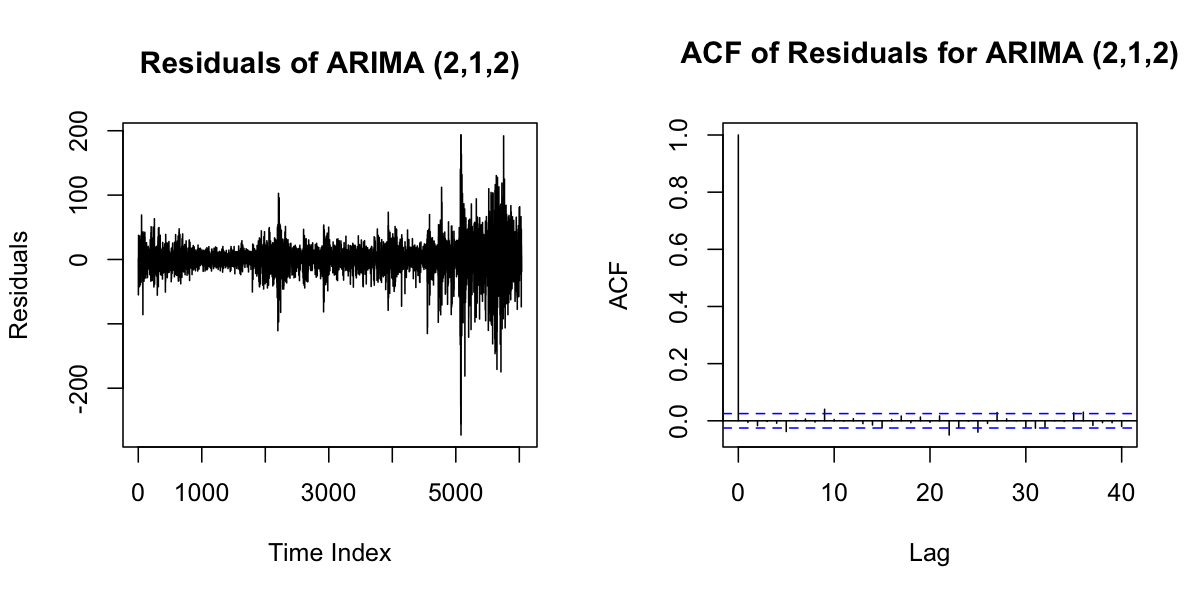 Residuals of ARIMA (2,1,2)
Residuals
200
100
0
-200
0 1000 3000 5000
Time Index
ACF of Residuals for ARIMA (2,1,2)
ACF
1.0
0.8
0.6
0.4
0.2
0.0
0 10 20 30 40
Lag